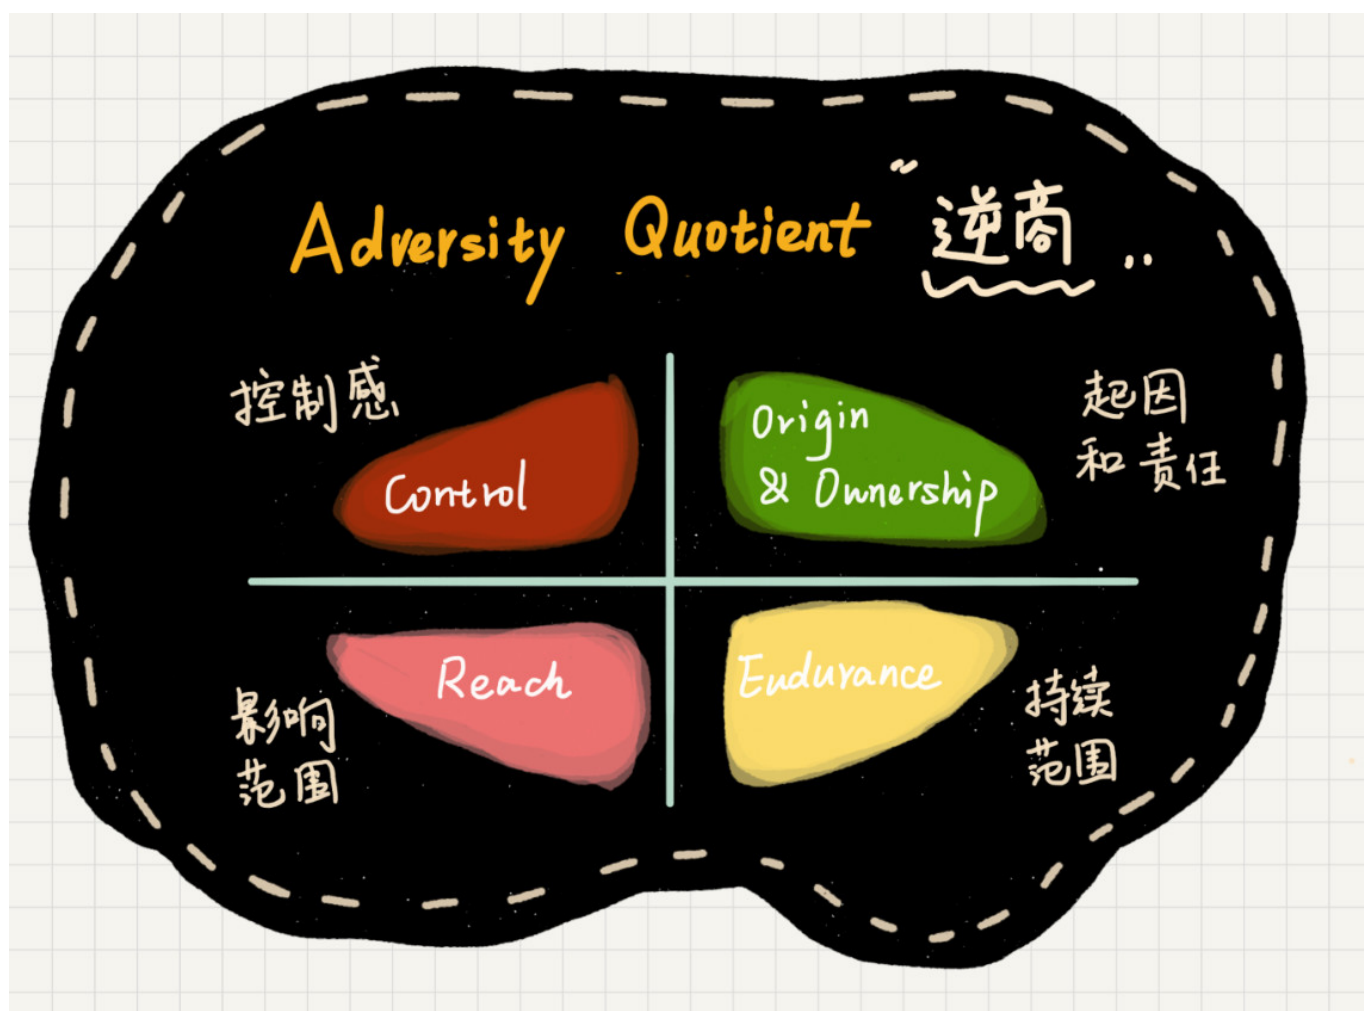 Adversity Quotient “逆商..
控制感
Control
Origin
& Ownership
起因
和责任
Reach
影响
范围
Endurance
持续
范围